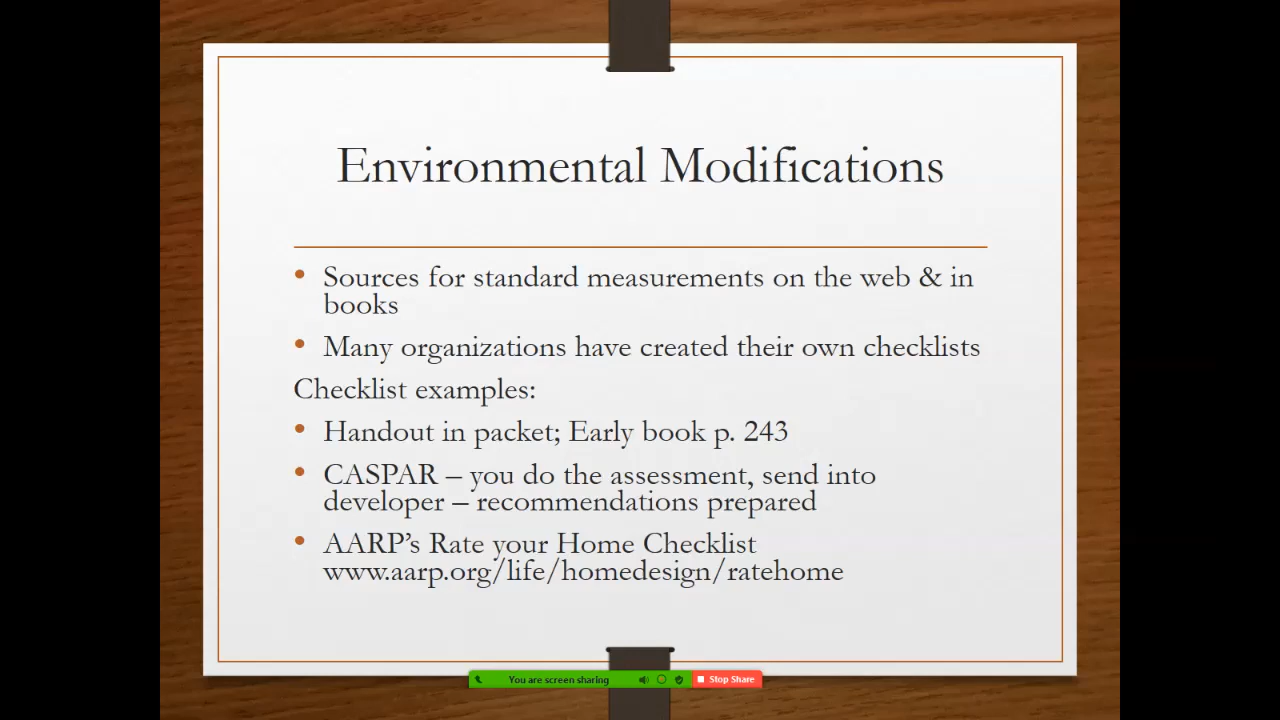 Environmental Modifications
• Sources for standard measurements on the web & in
books
• Many organizations have created their own checklists
Checklist examples:
• Handout in packet; Early book p. 243
• CASPAR – you do the assessment, send into
developer – recommendations prepared
• AARP’s Rate your Home Checklist
www.aarp.org/life/homedesign/ratehome
You are screen sharing
Stop Share